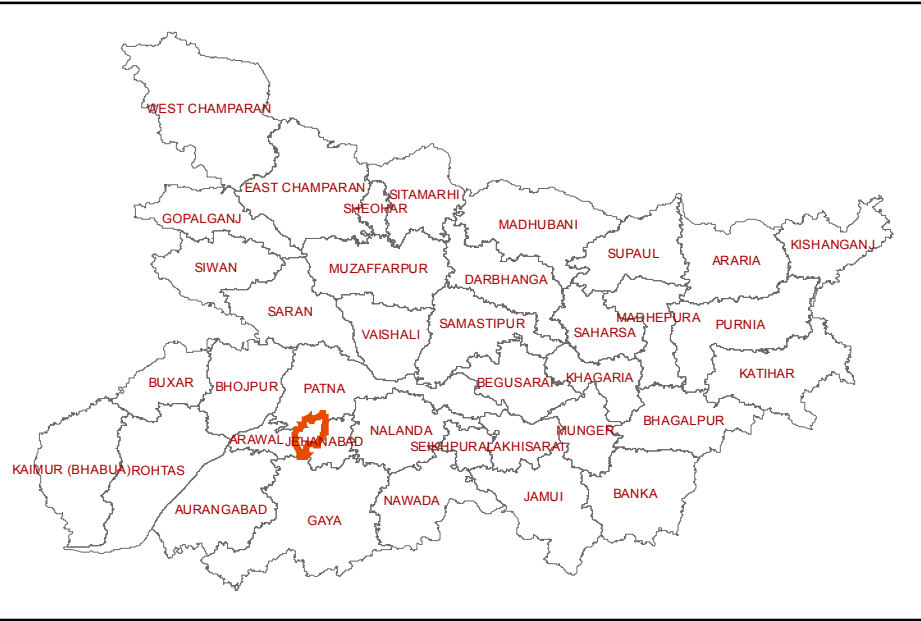 WEST CHAMPARAN
EAST CHAMPARAN
SITAMARHI
SHEOHAR
GOPALGANJ
MADHUBANI
KISHANGANJ
SUPAUL
ARARIA
SIWAN
MUZAFFARPUR
DARBHANGA
SARAN
MADHEPURA
SAMASTIPUR
PURNIA
VAISHALI
SAHARSA
KATIHAR
KHAGARIA
BUXAR
BHOJPUR
PATNA
BEGUSARAI
BHAGALPUR
NALANDA
MUNGER
ARAWAL
JEHANABAD
SEIKHPURA
LAKHISARAI
KAIMUR (BHABUA)
ROHTAS
BANKA
JAMUI
NAWADA
AURANGABAD
GAYA